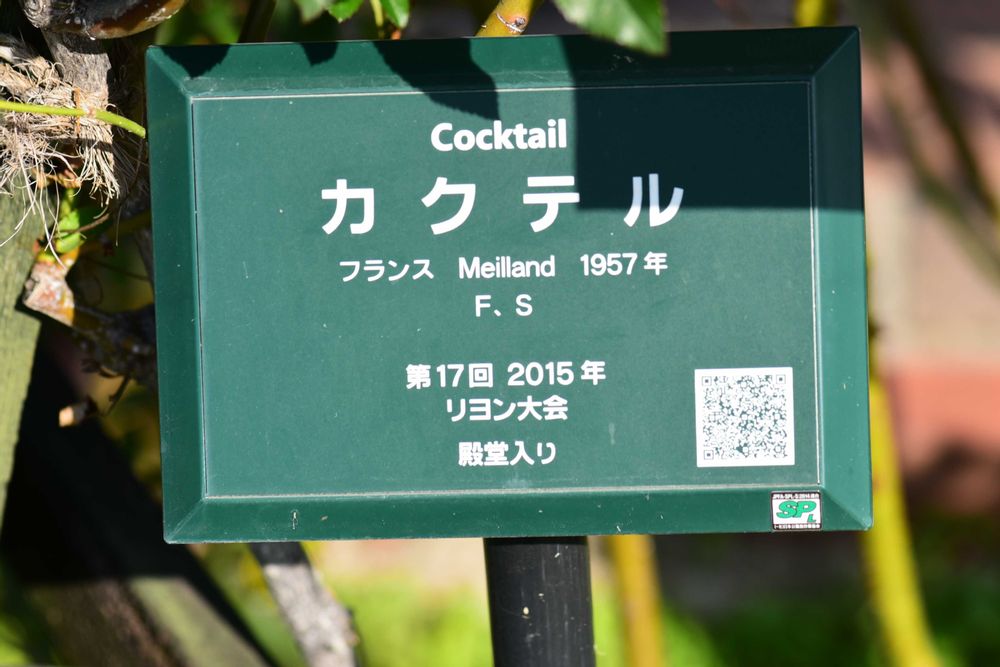 Cocktail
カクテル
フランス Meilland 1957年
F、S
第17回 2015年
リヨン大会
殿堂入り
SPL